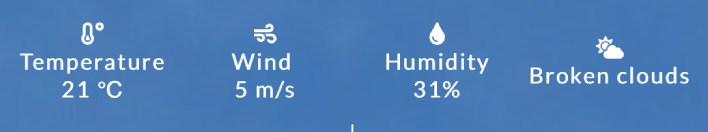 Temperature
21 °C
Wind
5 m/s
Humidity
31%
Broken clouds